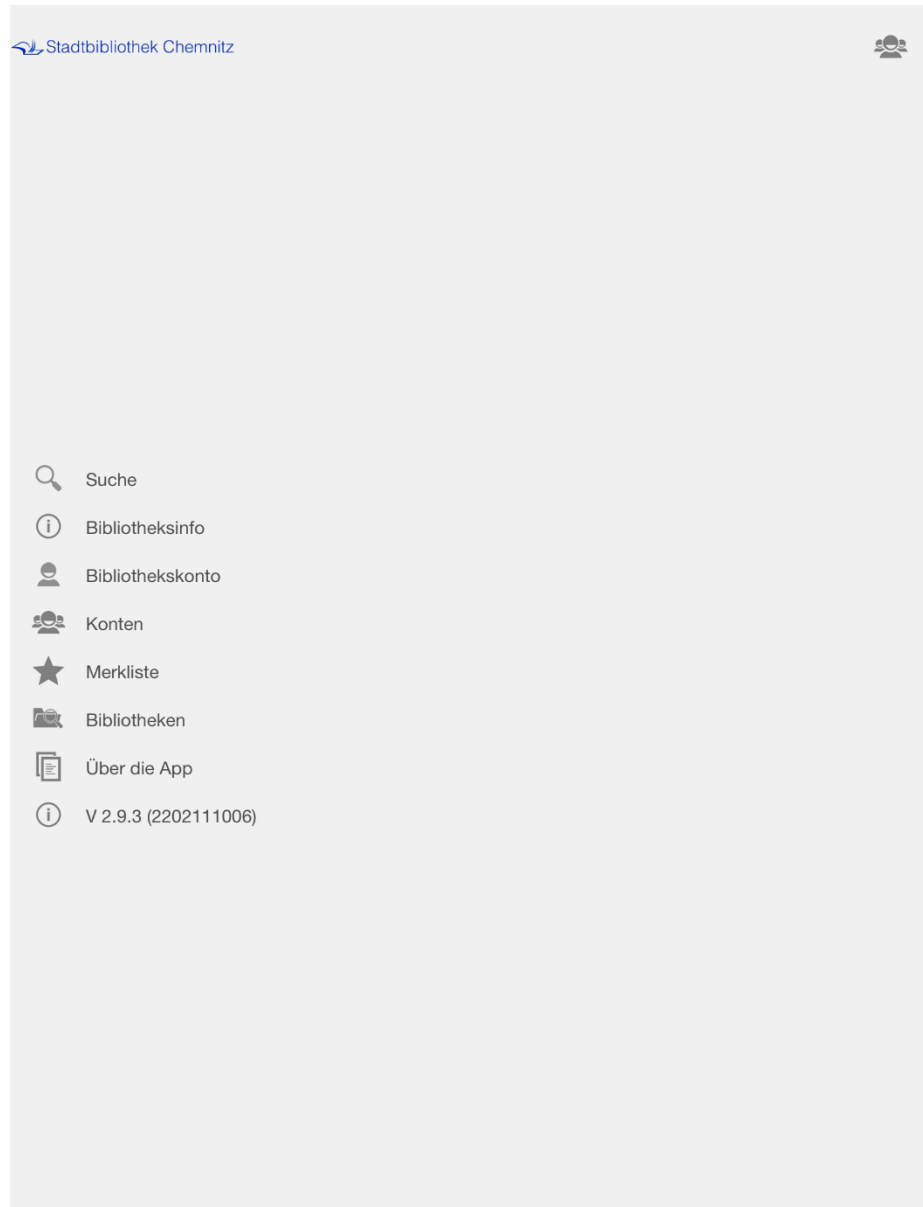 Stadtbibliothek Chemnitz
Suche
Bibliotheksinfo
Bibliothekskonto
Konten
Merkliste
Bibliotheken
Über die App
V 2.9.3 (2202111006)